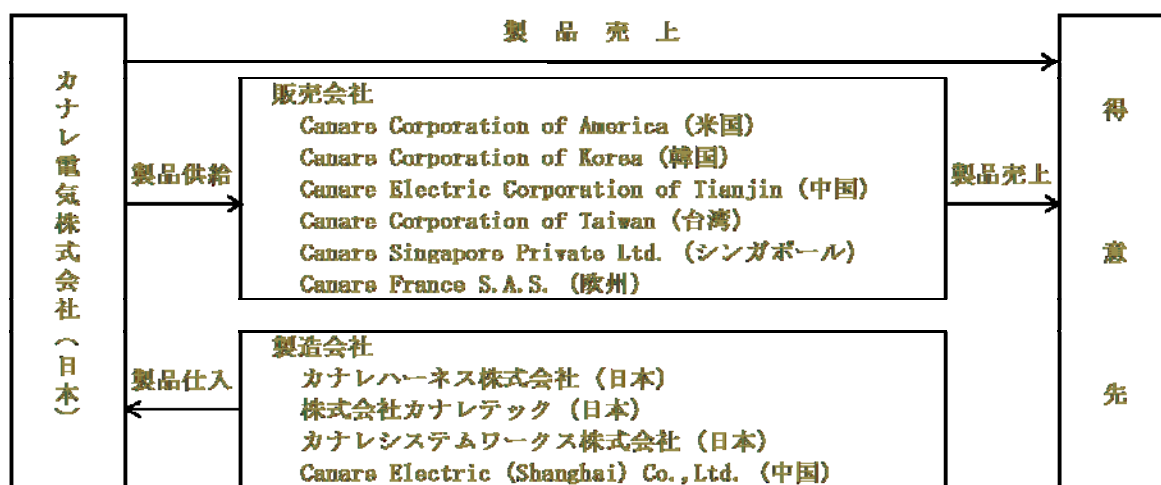 製品売上
カナレ電気株式会社(日本)
製品供給
販売会社
Canare Corporation of America (米国)
Canare Corporation of Korea (韓国)
Canare Electric Corporation of Tianjin (中国)
Canare Corporation of Taiwan (台湾)
Canare Singapore Private Ltd. (シンガポール)
Canare France S.A.S. (欧州)
製品売上
得意先
製品仕入
製造会社
カナレハーネス株式会社 (日本)
株式会社カナレテック (日本)
カナレシステムワークス株式会社 (日本)
Canare Electric (Shanghai) Co.,Ltd. (中国)